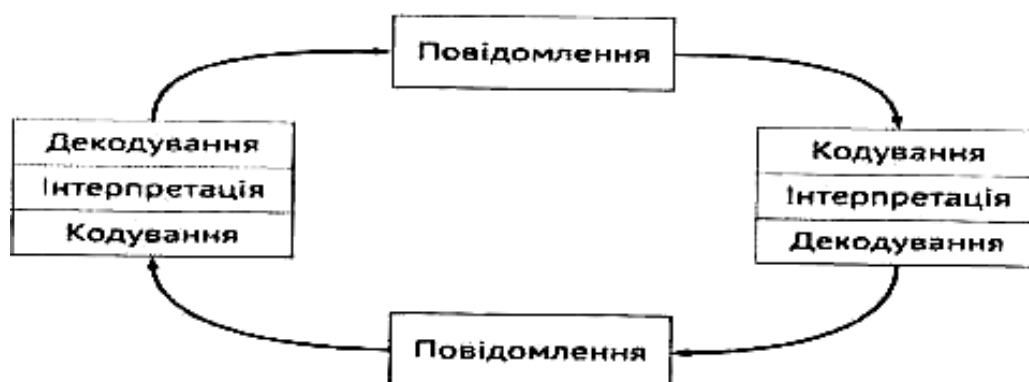 Повідомлення
Декодування
Інтерпретація
Кодування
Кодування
Інтерпретація
Декодування
Повідомлення